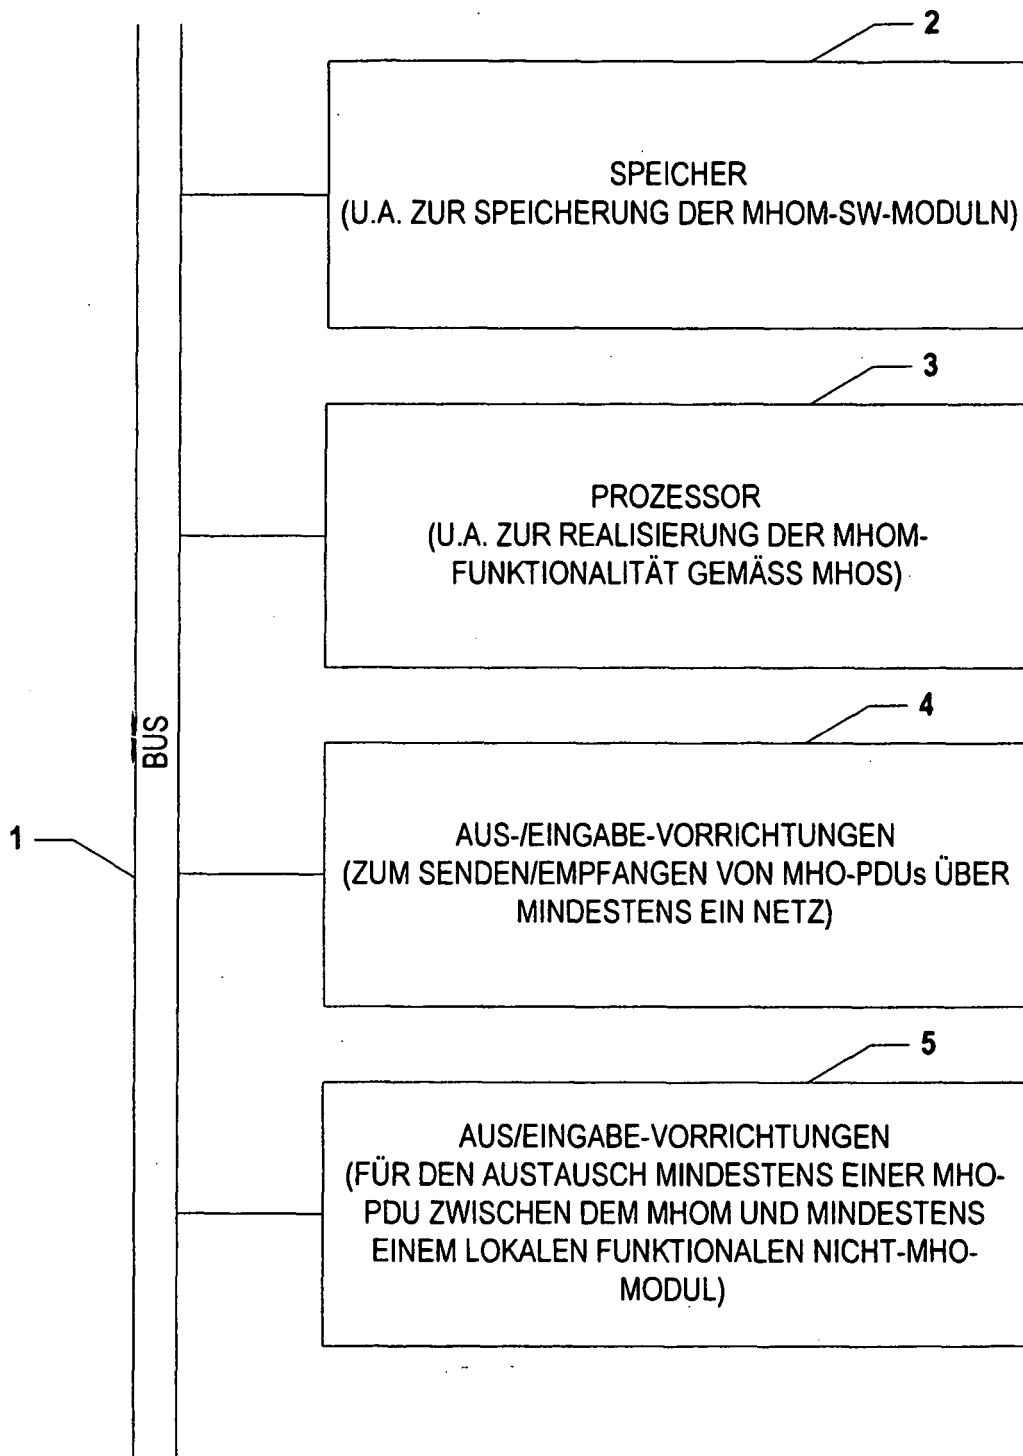 2
SPEICHER
(U.A. ZUR SPEICHERUNG DER MHOM-SW-MODULN)
3
PROZESSOR
(U.A. ZUR REALISIERUNG DER MHOM-
FUNKTIONALITÄT GEMÄSS MHOS)
4
BUS
AUS-/EINGABE-VORRICHTUNGEN
(ZUM SENDEN/EMPFANGEN VON MHO-PDUs ÜBER
MINDESTENS EIN NETZ)
1
5
AUS/EINGABE-VORRICHTUNGEN
(FÜR DEN AUSTAUSCH MINDESTENS EINER MHO-
PDU ZWISCHEN DEM MHOM UND MINDESTENS
EINEM LOKALEN FUNKTIONALEN NICHT-MHO-
MODUL)